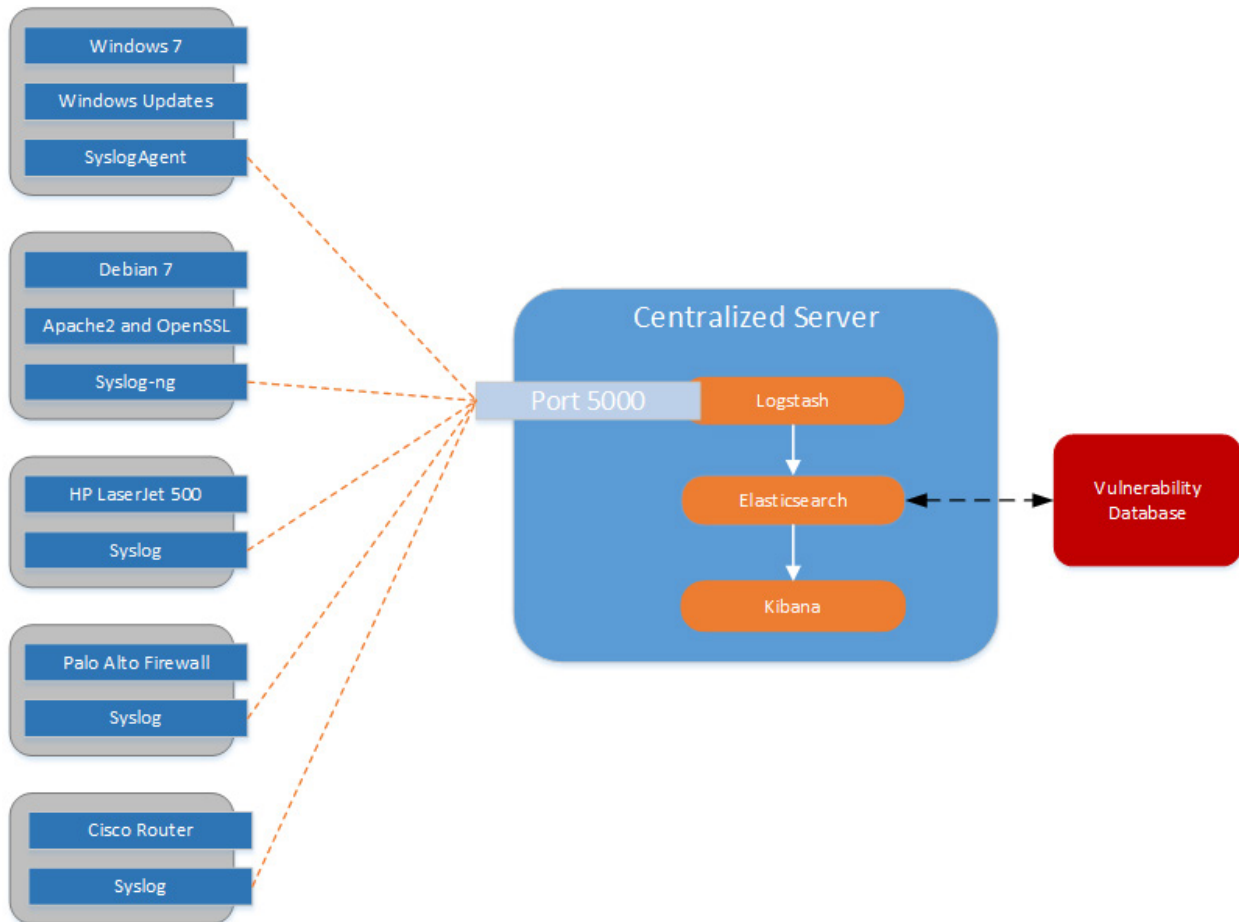 Windows 7
Windows Updates
SyslogAgent
Debian 7
Apache2 and OpenSSL
Syslog-ng
HP LaserJet 500
Syslog
Palo Alto Firewall
Syslog
Cisco Router
Syslog
Centralized Server
Port 5000
Logstash
Elasticsearch
Kibana
Vulnerability
Database